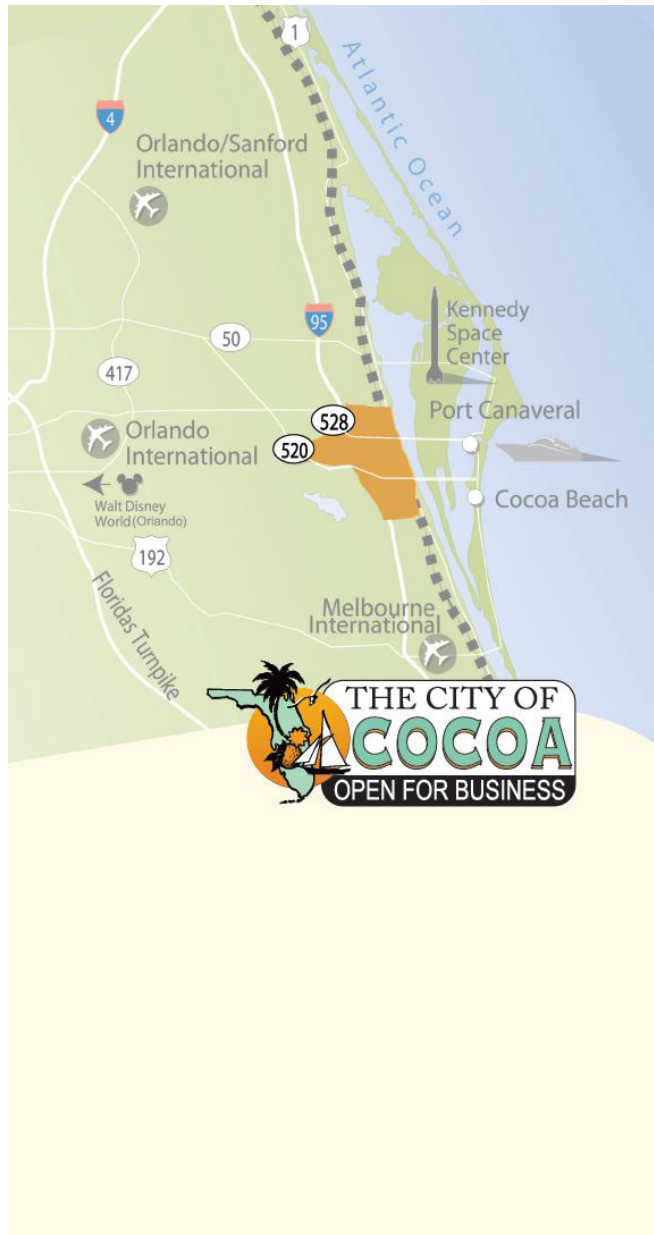 1
Atlantic Ocean
4
Orlando/Sanford
International
95
50
Kennedy
Space
Center
417
Port Canaveral
528
Orlando
International
520
Cocoa Beach
Walt Disney
World (Orlando)
192
Floridas Turnpike
Melbourne
International
THE CITY OF
COCOA
OPEN FOR BUSINESS